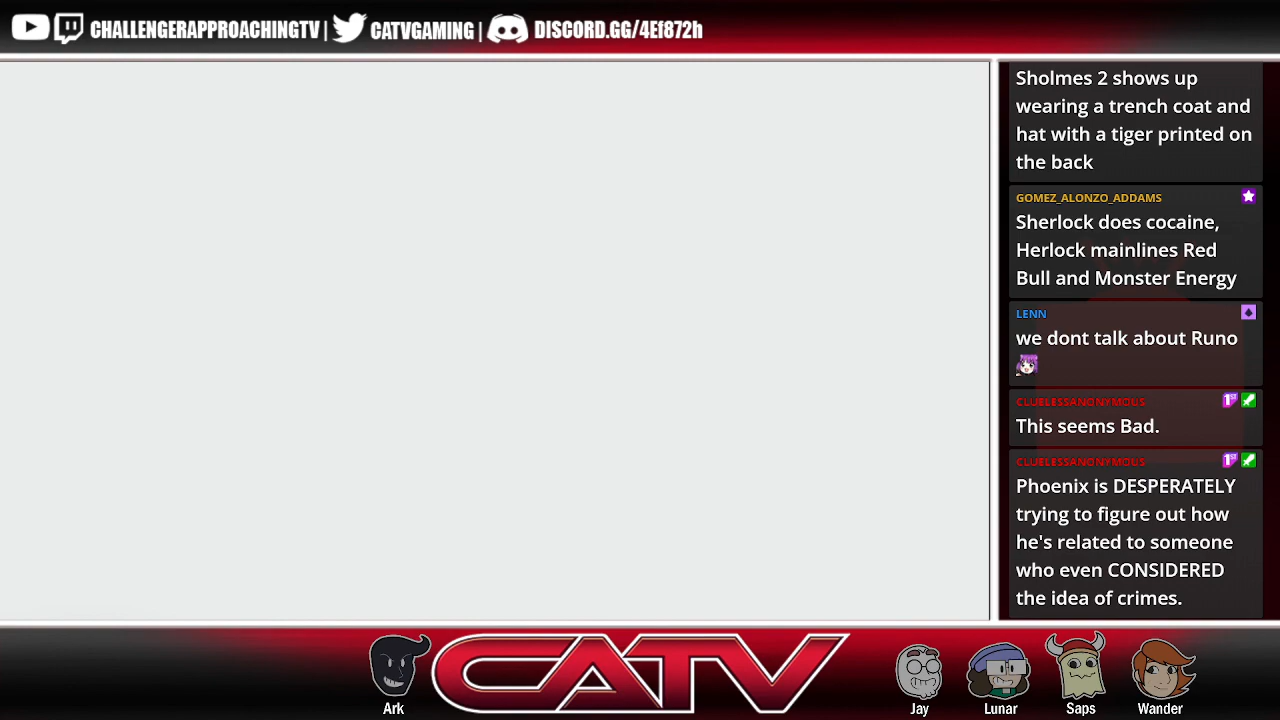 CHALLENGERAPPROACHINGTV | CATVGAMING | DISCORD.GG/4Ef872h
Sholmes 2 shows up
wearing a trench coat and
hat with a tiger printed on
the back
GOMEZ_ALONZO_ADDAMS
Sherlock does cocaine,
Herlock mainlines Red
Bull and Monster Energy
LENN
we dont talk about Runo
CLUELESSANONYMOUS
This seems Bad.
CLUELESSANONYMOUS
Phoenix is DESPERATELY
trying to figure out how
he's related to someone
who even CONSIDERED
the idea of crimes.
CATV
Ark
Jay
Lunar
Saps
Wander